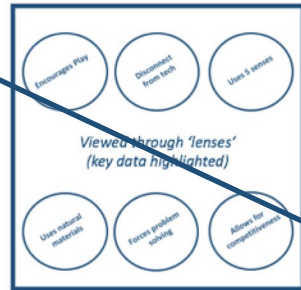 Encourages Play
Disconnect
from tech
Uses 5 senses
Viewed through 'lenses'
(key data highlighted)
Uses natural
materials
Forces problem
solving
Allows for
competitiveness